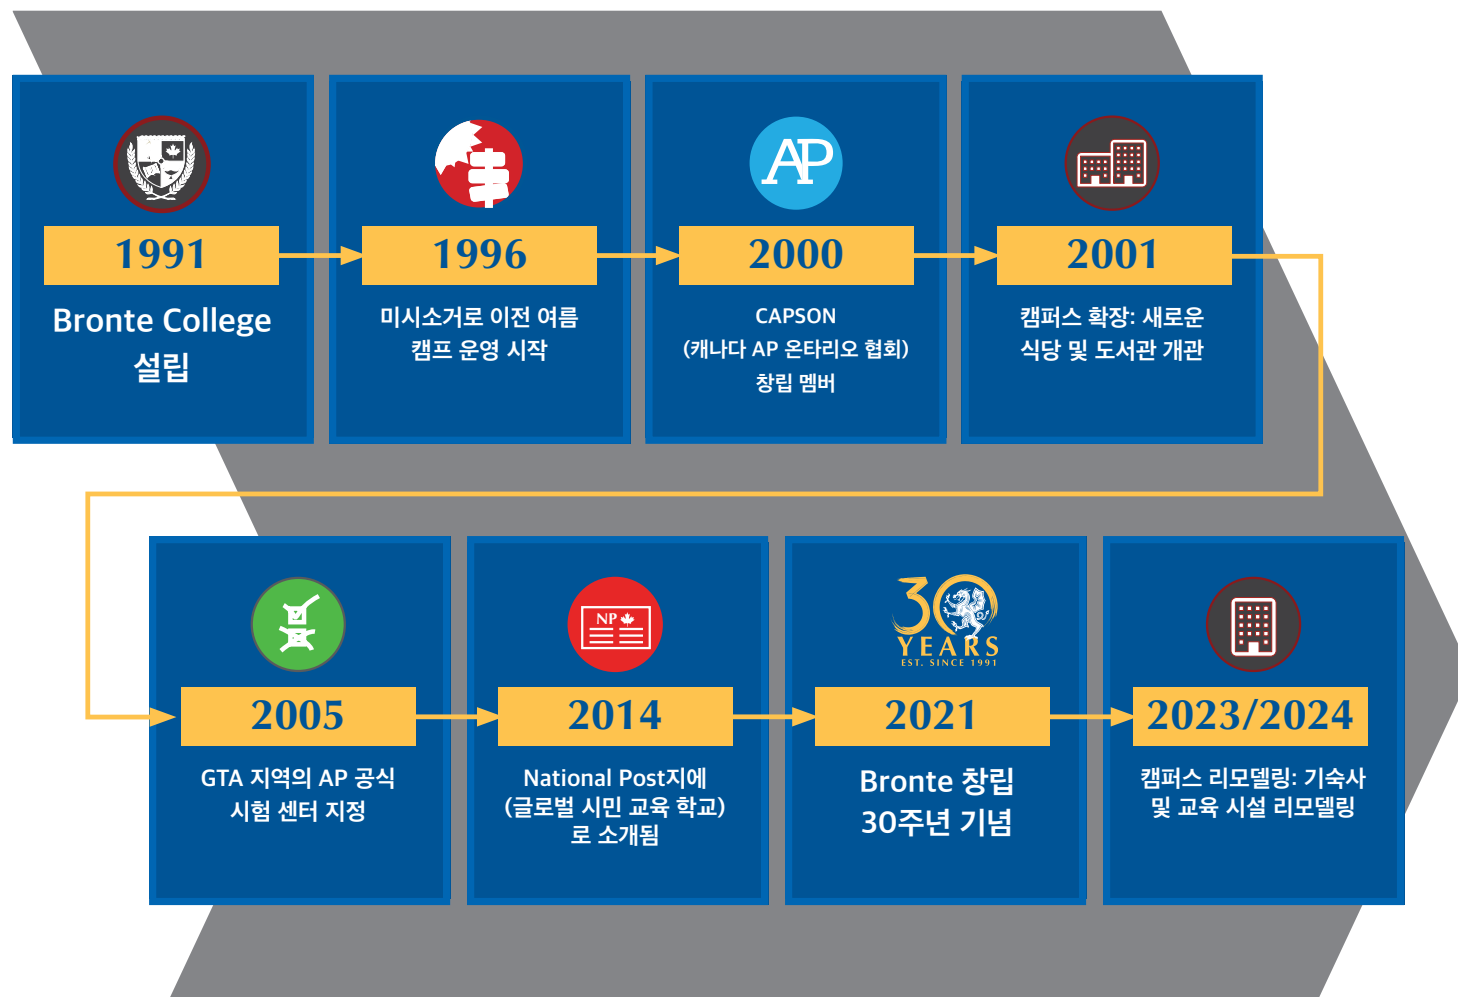 1991
Bronte College
설립
1996
미시소거로 이전 여름
캠프 운영 시작
AP
2000
CAPSON
(캐나다 AP 온타리오 협회)
창립 멤버
2001
캠퍼스 확장: 새로운
식당 및 도서관 개관
2005
GTA 지역의 AP 공식
시험 센터 지정
NP
2014
National Post지에
(글로벌 시민 교육 학교)
로 소개됨
30
YEARS
EST. SINCE 1991
2021
Bronte 창립
30주년 기념
2023/2024
캠퍼스 리모델링: 기숙사
및 교육 시설 리모델링